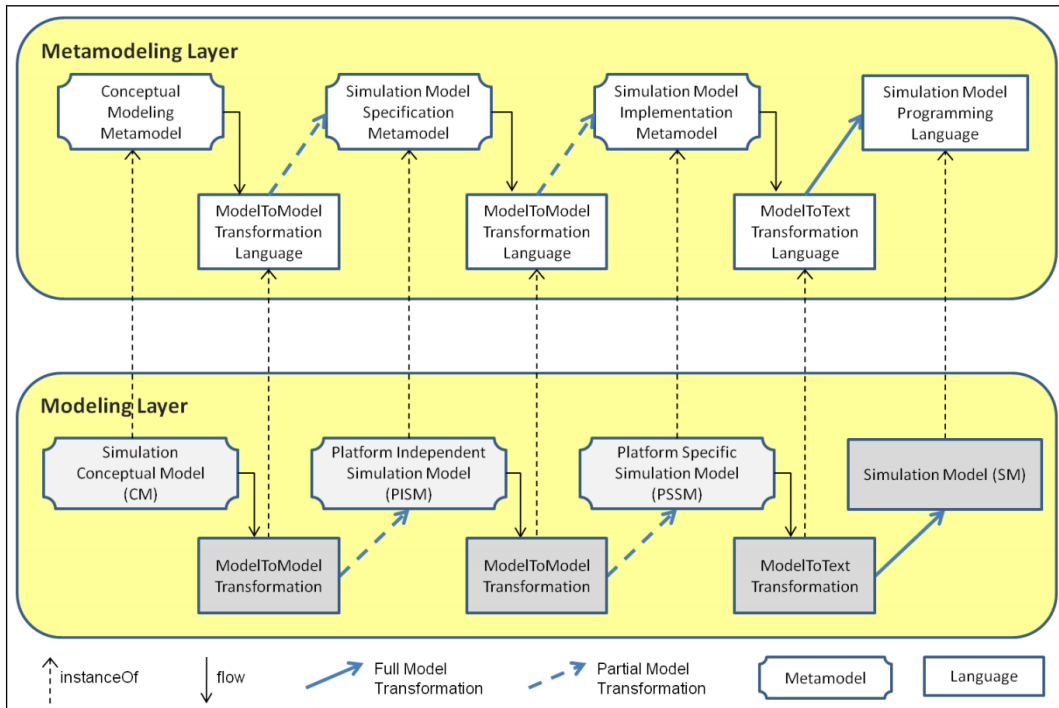 Metamodeling Layer
Conceptual
Modeling
Metamodel
Simulation Model
Specification
Metamodel
Simulation Model
Implementation
Metamodel
Simulation Model
Programming
Language
ModelToModel
Transformation
Language
ModelToModel
Transformation
Language
ModelToText
Transformation
Language
Modeling Layer
Simulation
Conceptual Model
(CM)
Platform Independent
Simulation Model
(PISM)
Platform Specific
Simulation Model
(PSSM)
Simulation Model (SM)
ModelToModel
Transformation
ModelToModel
Transformation
ModelToText
Transformation
instanceOf
flow
Full Model
Transformation
Partial Model
Transformation
Metamodel
Language